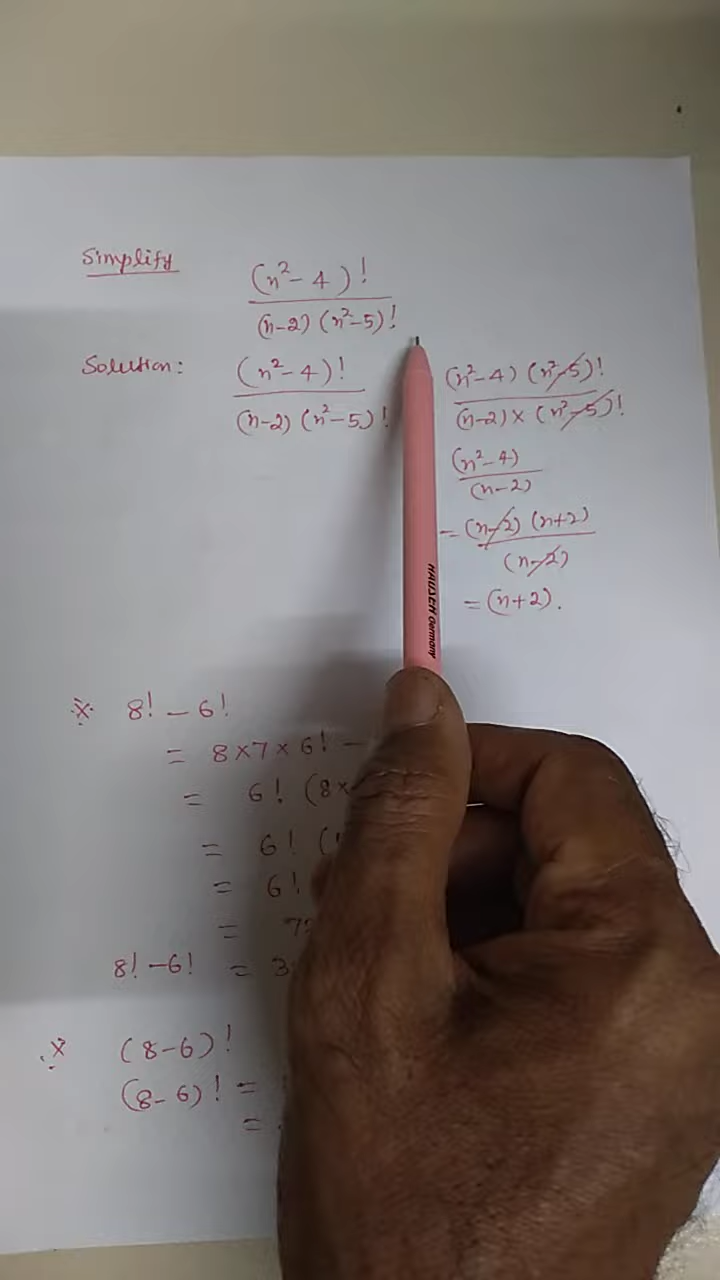 Simplify
(n²-4)!
(n-2) (n²-5)!
Solution: (n²-4)!
(n-2) (n²-5)!
(n²-4) (n²-5)!
(n-2) × (n²-5)!
(n²-4)
(n-2)
= (n-2) (n+2)
(n-2)
= (n+2).
HAUSER Germany
※ 8! - 6!
= 8×7×6! -
= 6! (8×
= 6! (
= 6!
= 7
8! - 6! = 3
※ (8-6)!
(8-6)! =
=